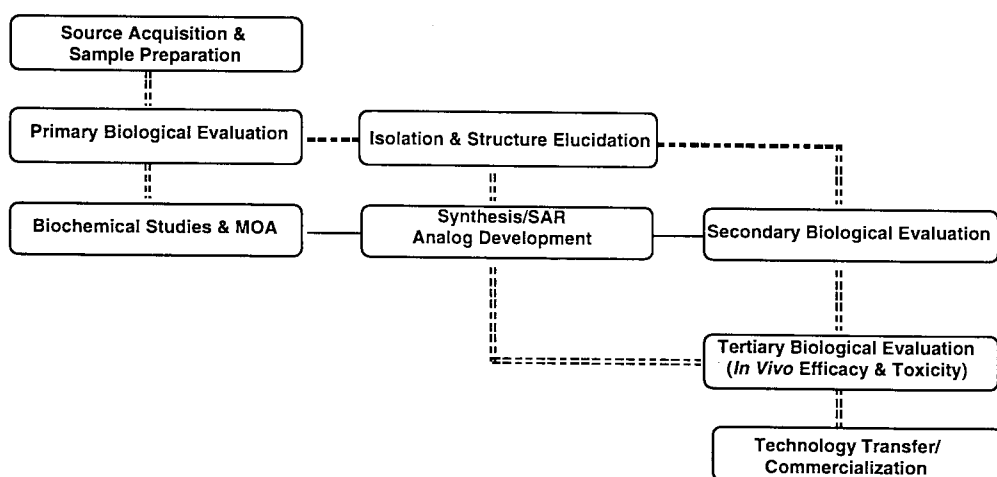 Source Acquisition &
Sample Preparation
Primary Biological Evaluation
Isolation & Structure Elucidation
Biochemical Studies & MOA
Synthesis/SAR
Analog Development
Secondary Biological Evaluation
Tertiary Biological Evaluation
(In Vivo Efficacy & Toxicity)
Technology Transfer/
Commercialization